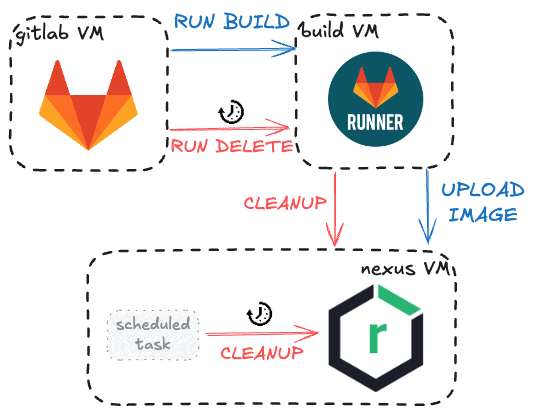 gitlab VM
RUN BUILD
build VM
RUNNER
RUN DELETE
CLEANUP
UPLOAD
IMAGE
nexus VM
scheduled
task
CLEANUP
r